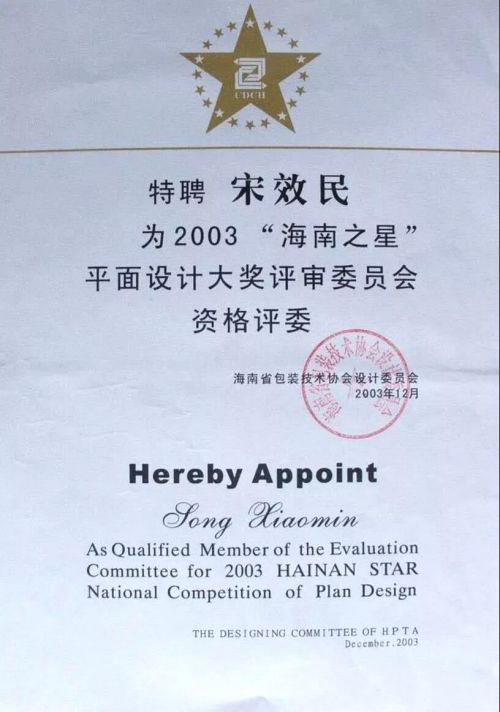 CDCH
特聘 宋效民
为2003 “海南之星”
平面设计大奖评审委员会
资格评委
海南省包装技术协会设计委员会
2003年12月
Hereby Appoint
Song Xiaomin
As Qualified Member of the Evaluation
Committee for 2003 HAINAN STAR
National Competition of Plan Design
THE DESIGNING COMMITTEE OF HPTA
December.2003